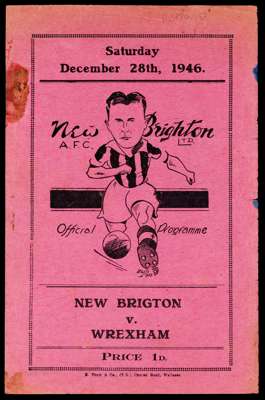 Saturday
December 28th, 1946.
New Brighton
A.F.C. LTD.
Official Programme
NEW BRIGTON
v.
WREXHAM
PRICE 1D.